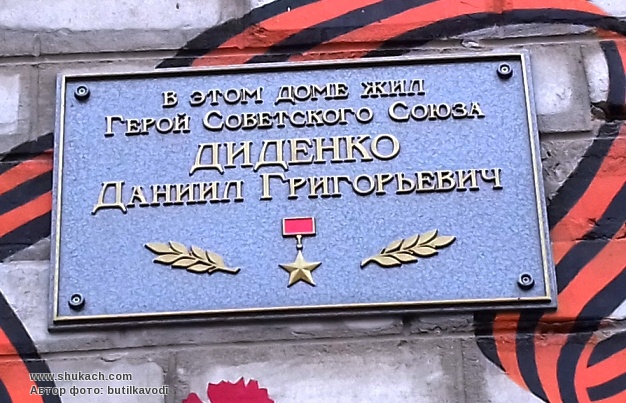 В ЭТОМ ДОМЕ ЖИЛ
ГЕРОЙ СОВЕТСКОГО СОЮЗА
ДИДЕНКО
ДАНИИЛ ГРИГОРЬЕВИЧ
www.shukach.com
Автор фото: butilkavodi